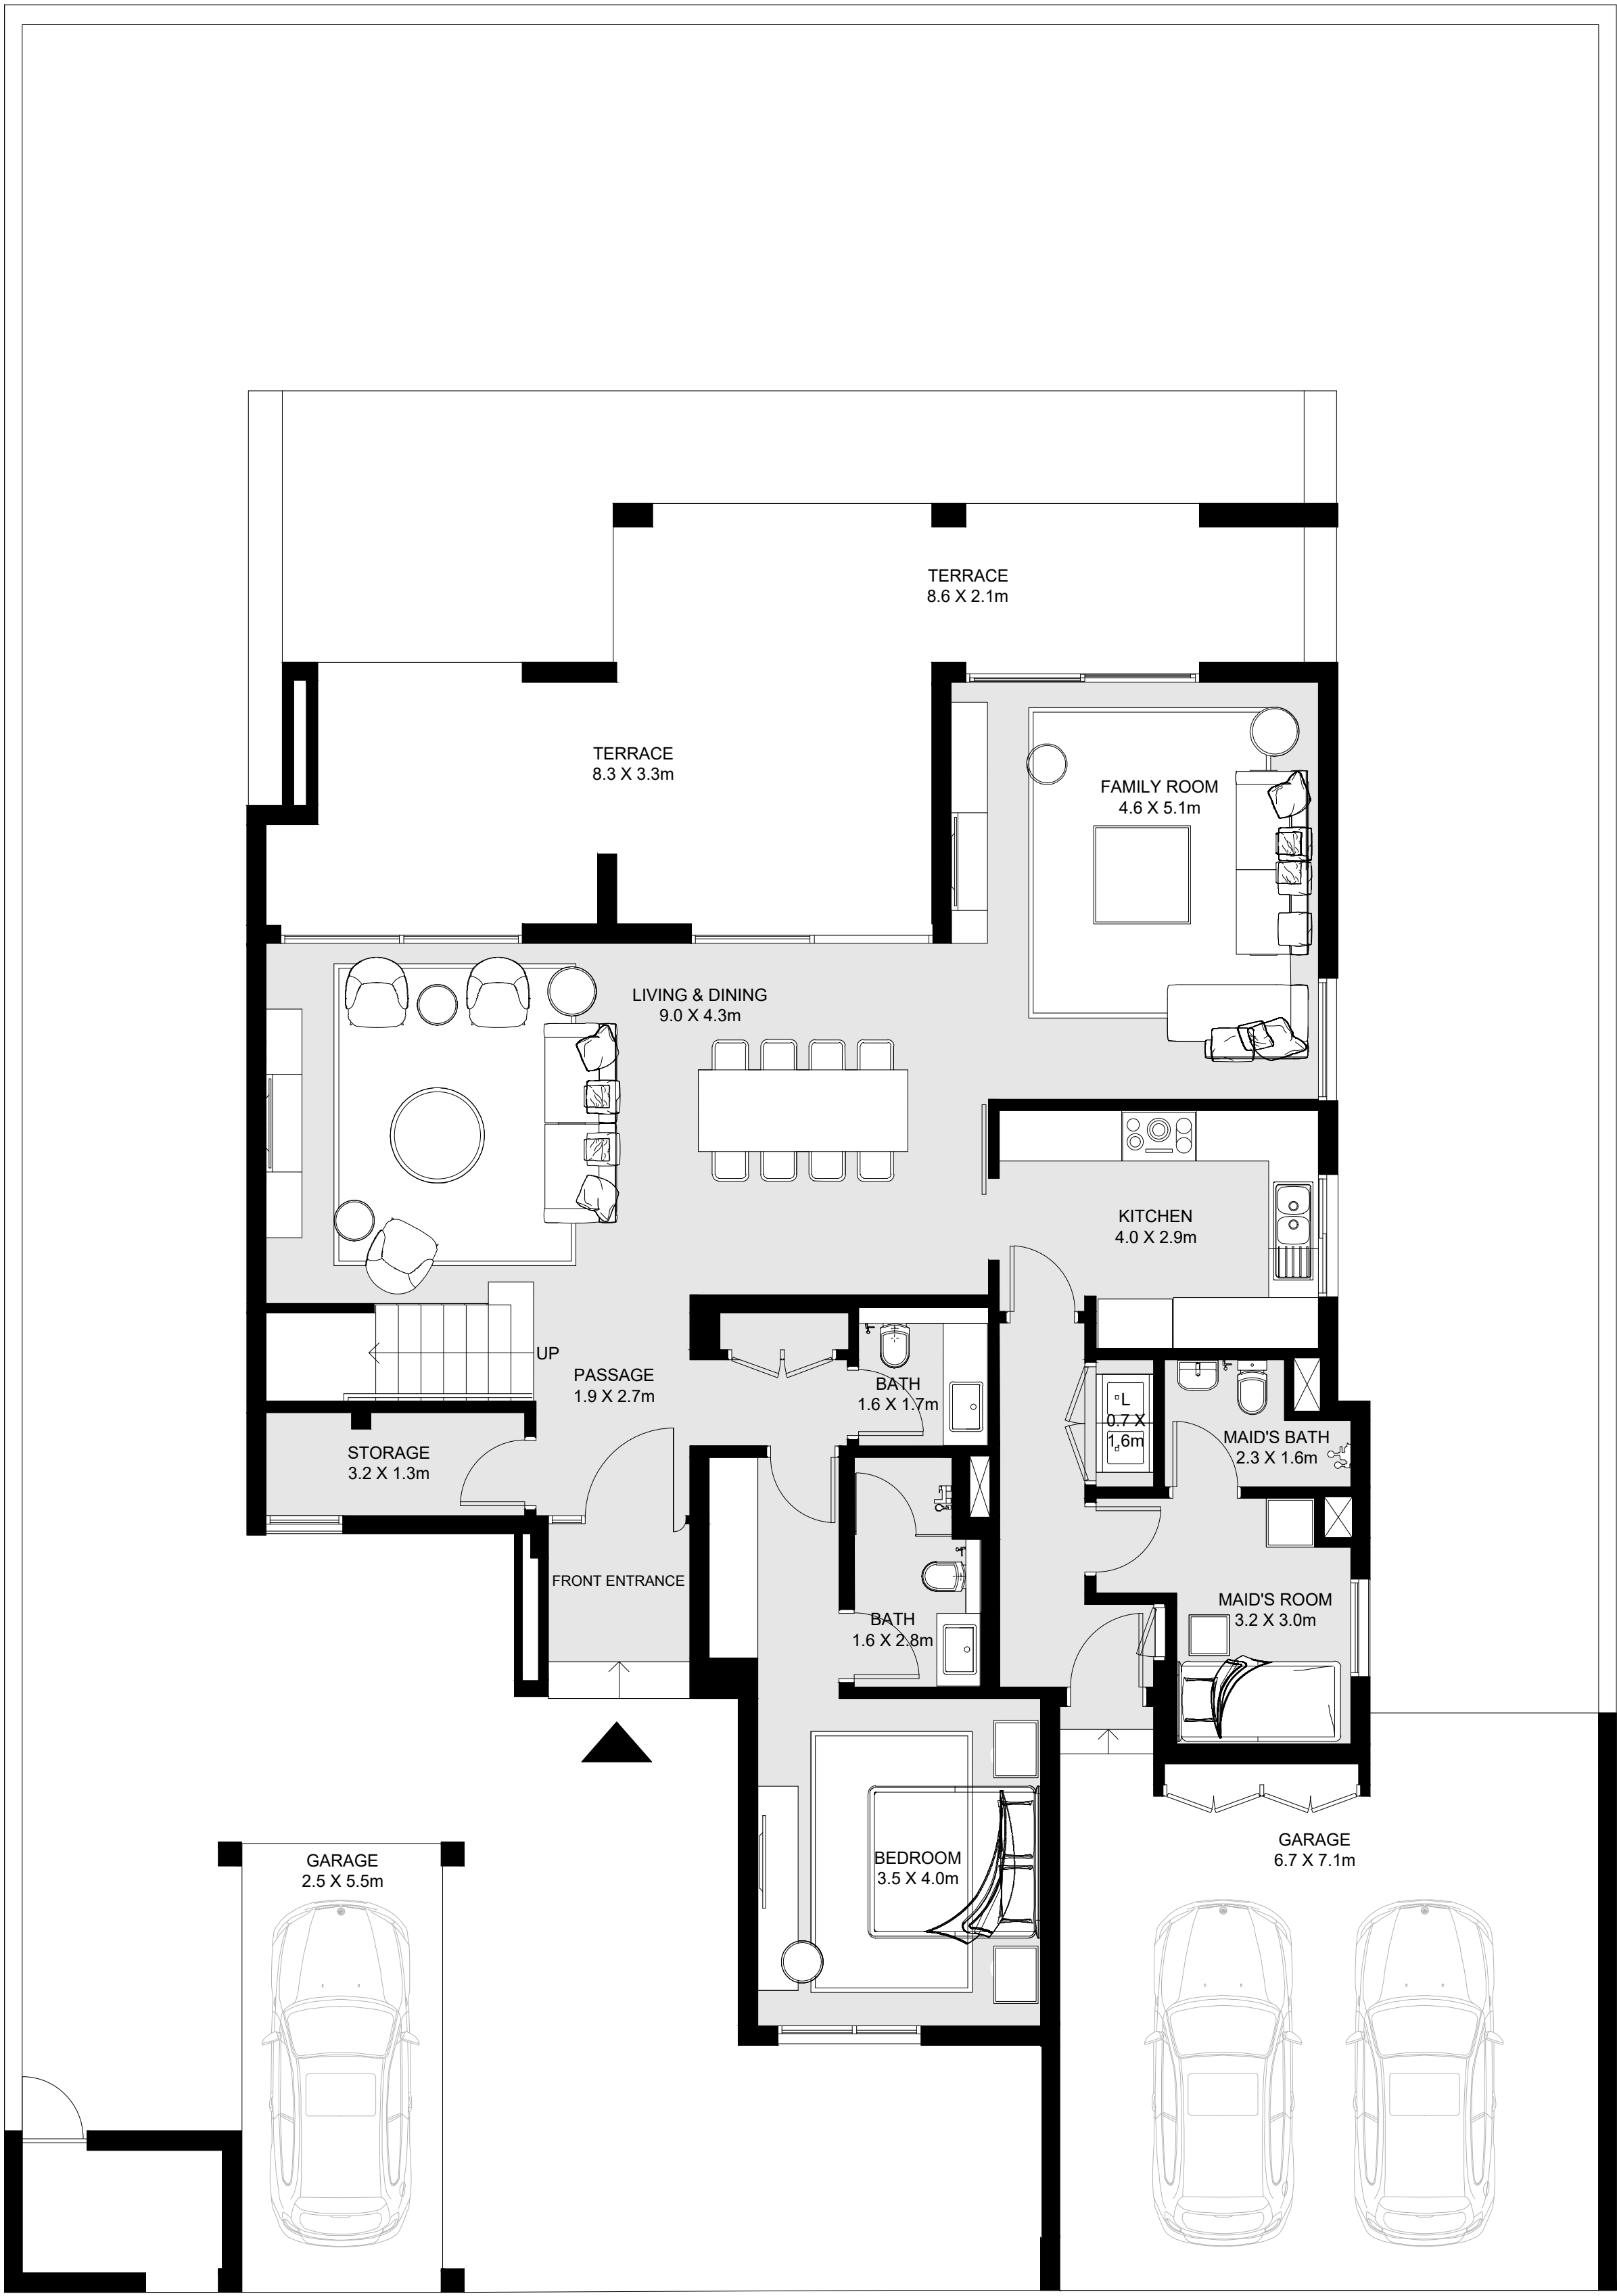 TERRACE
8.6 X 2.1m
TERRACE
8.3 X 3.3m
FAMILY ROOM
4.6 X 5.1m
LIVING & DINING
9.0 X 4.3m
KITCHEN
4.0 X 2.9m
UP
PASSAGE
1.9 X 2.7m
BATH
1.6 X 1.7m
L
0.7 X
1.6m
MAID'S BATH
2.3 X 1.6m
STORAGE
3.2 X 1.3m
FRONT ENTRANCE
BATH
1.6 X 2.8m
MAID'S ROOM
3.2 X 3.0m
GARAGE
2.5 X 5.5m
BEDROOM
3.5 X 4.0m
GARAGE
6.7 X 7.1m